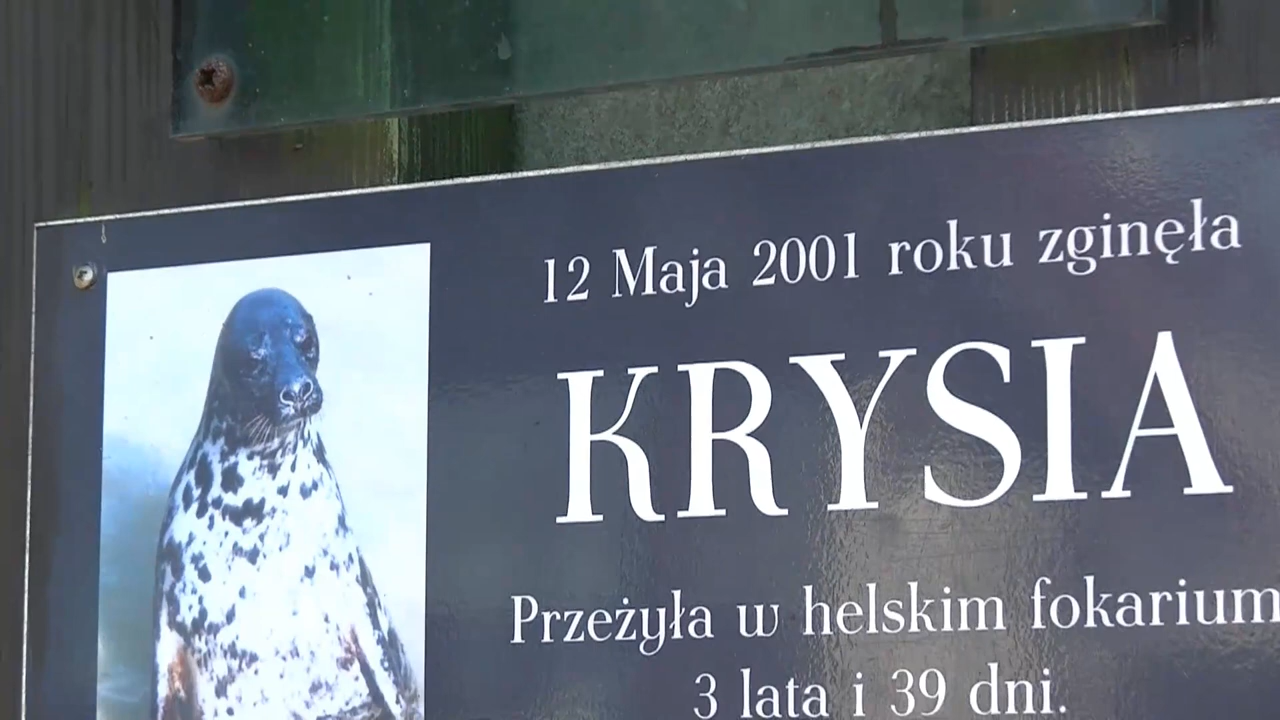 12 Maja 2001 roku zginęła
KRYSIA
Przeżyła w helskim fokarium
3 lata i 39 dni.